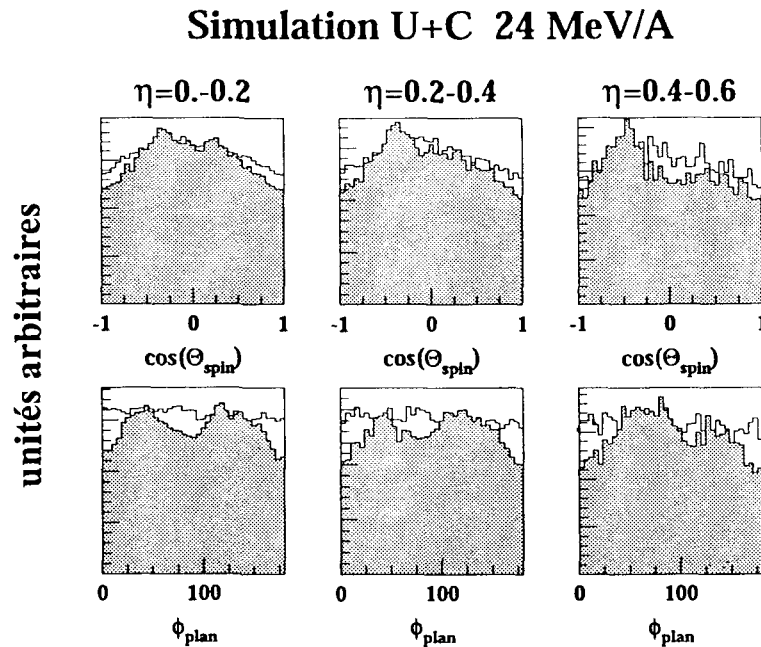 Simulation U+C 24 MeV/A
η=0.-0.2 η=0.2-0.4 η=0.4-0.6
unités arbitraires
-1 0 1 -1 0 1 -1 0 1
cos(Θspin) cos(Θspin) cos(Θspin)
0 100 0 100 0 100
ϕplan ϕplan ϕplan